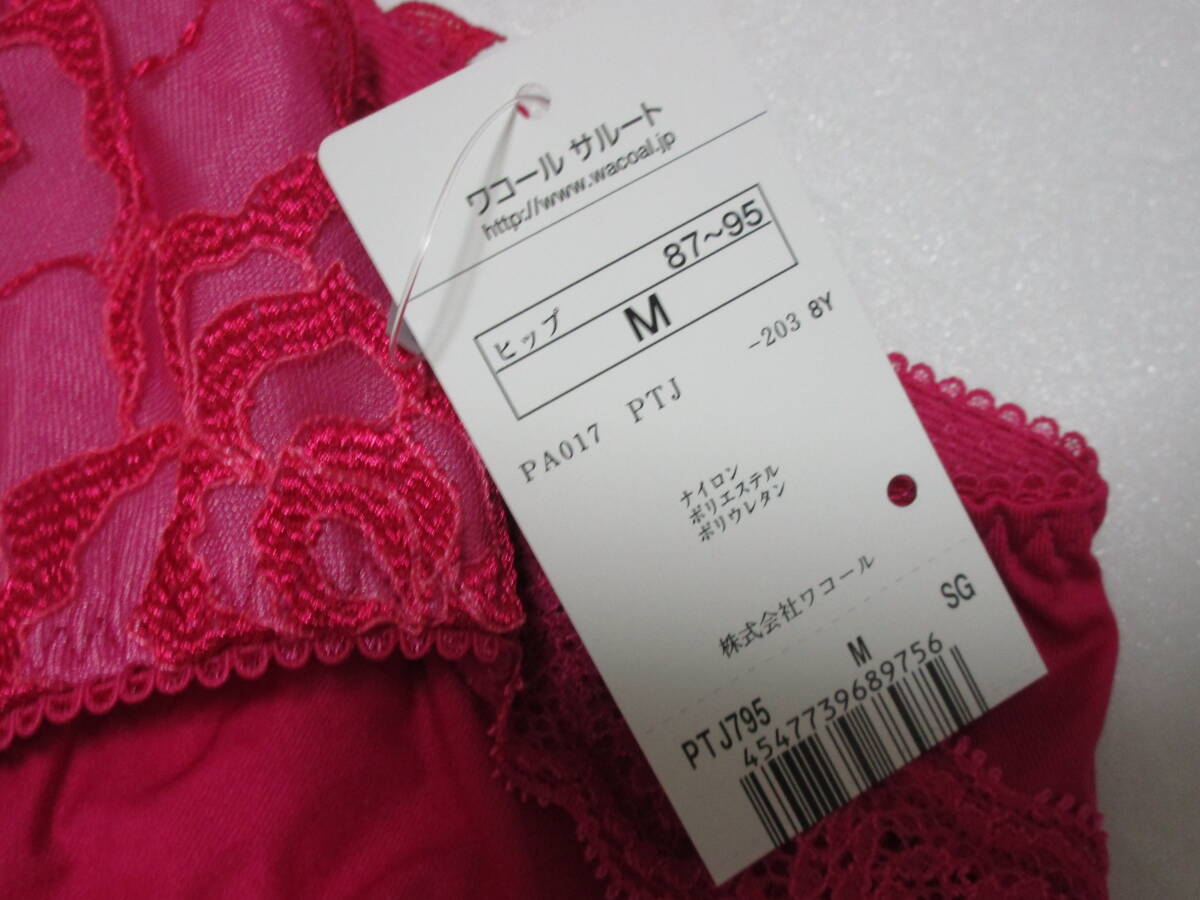 ワコール サルート
http://www.wacoal.jp
ヒップ 87~95
M
PA017 PTJ -203 8Y
ナイロン
ポリエステル
ポリウレタン
株式会社ワコール
M SG
PTJ795
4547739689756